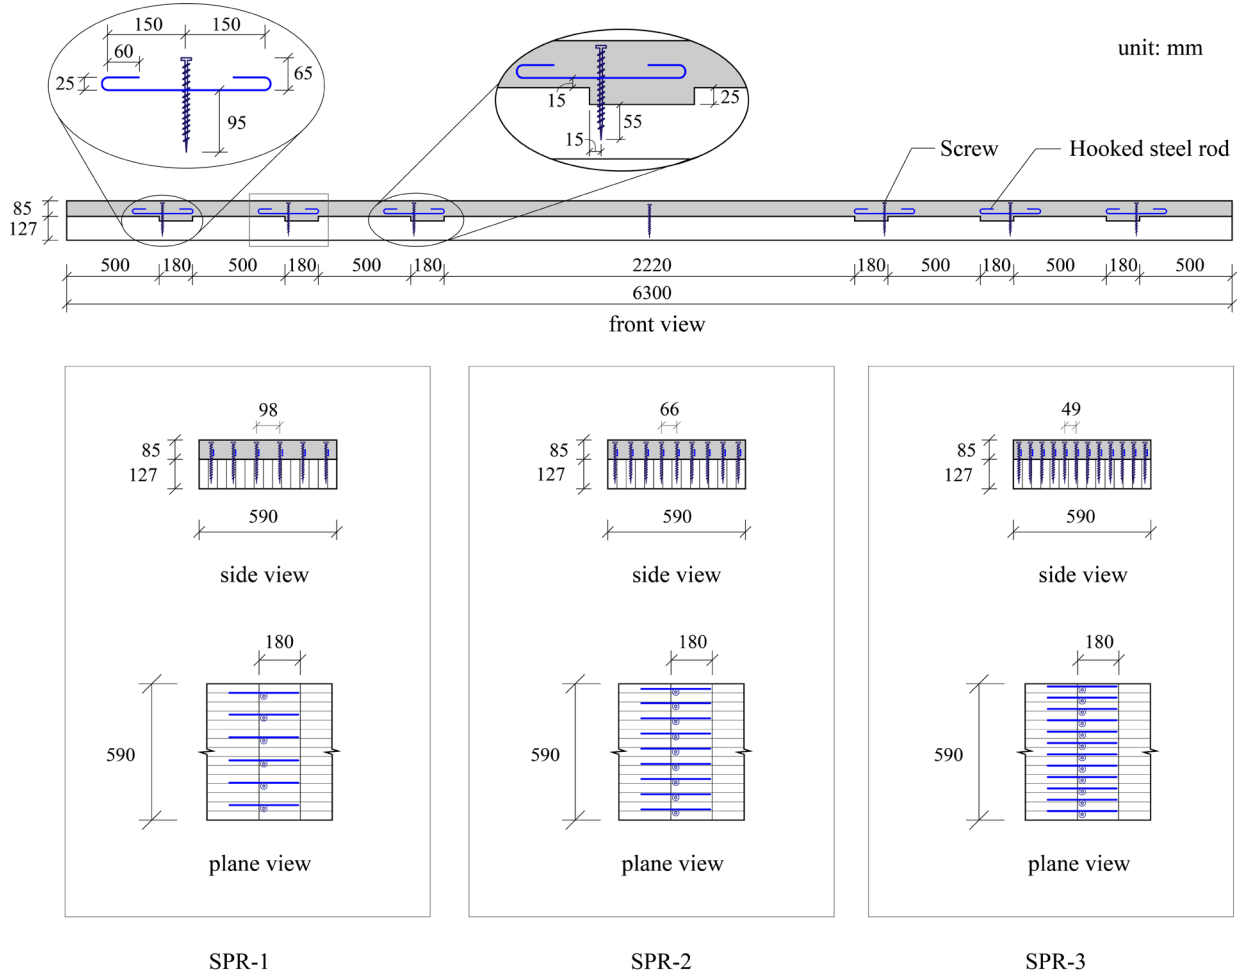 150 150
60
25
65
95
unit: mm
15
25
55
15
Screw
Hooked steel rod
85
127
500 180 500 180 500 180 2220 180 500 180 500 180 500
6300
front view
98
85
127
590
side view
180
590
plane view
66
85
127
590
side view
180
590
plane view
49
85
127
590
side view
180
590
plane view
SPR-1
SPR-2
SPR-3